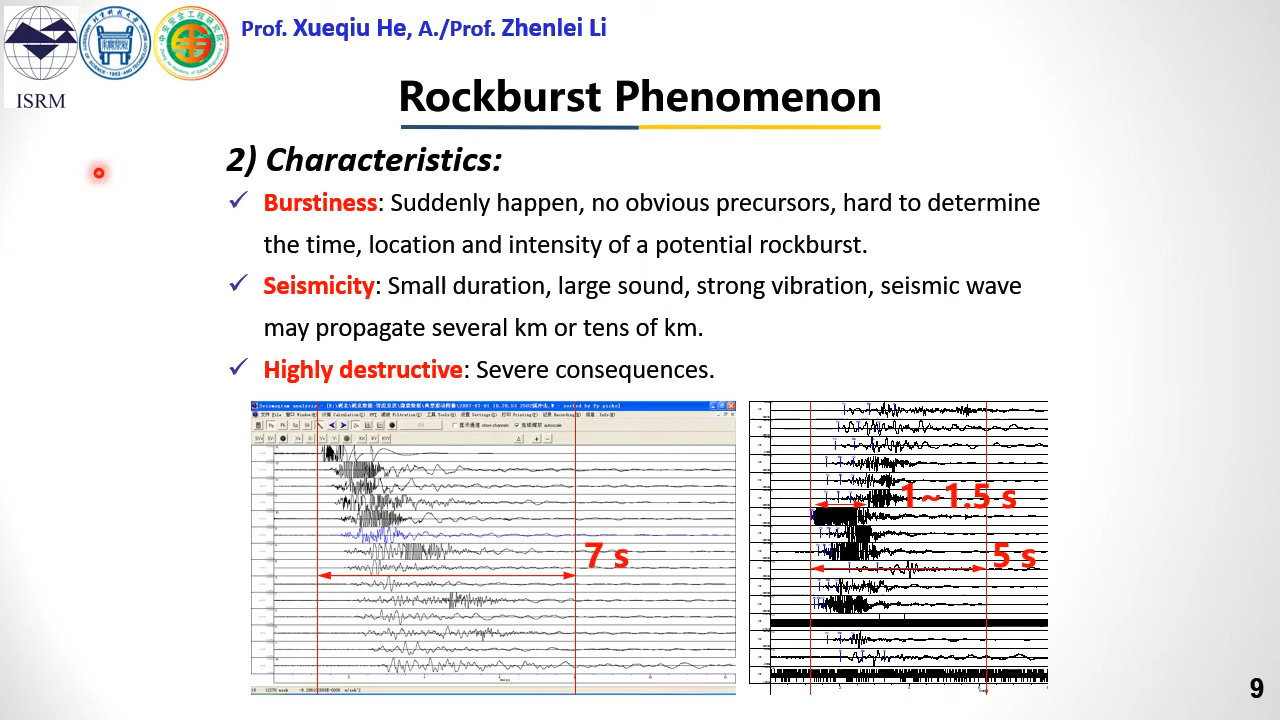 Prof. Xueqiu He, A./Prof. Zhenlei Li
ISRM
Rockburst Phenomenon
2) Characteristics:
✓ Burstiness: Suddenly happen, no obvious precursors, hard to determine
the time, location and intensity of a potential rockburst.
✓ Seismicity: Small duration, large sound, strong vibration, seismic wave
may propagate several km or tens of km.
✓ Highly destructive: Severe consequences.
7 s
1~1.5 s
5 s
9